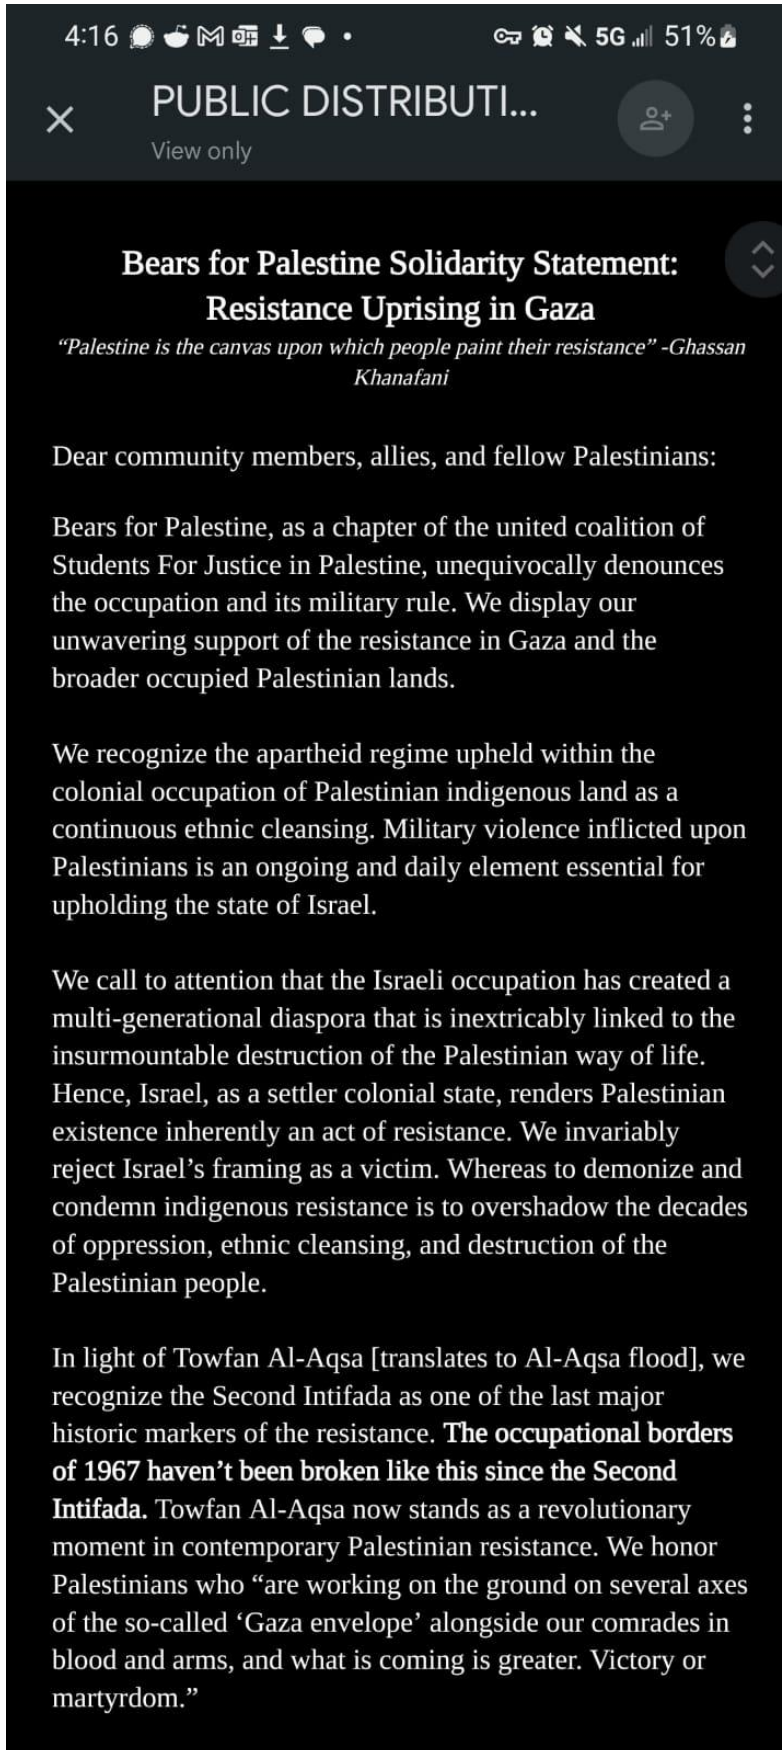 4:16
5G 51%
PUBLIC DISTRIBUTI...
View only
Bears for Palestine Solidarity Statement:
Resistance Uprising in Gaza
“Palestine is the canvas upon which people paint their resistance” -Ghassan
Khanafani
Dear community members, allies, and fellow Palestinians:
Bears for Palestine, as a chapter of the united coalition of
Students For Justice in Palestine, unequivocally denounces
the occupation and its military rule. We display our
unwavering support of the resistance in Gaza and the
broader occupied Palestinian lands.
We recognize the apartheid regime upheld within the
colonial occupation of Palestinian indigenous land as a
continuous ethnic cleansing. Military violence inflicted upon
Palestinians is an ongoing and daily element essential for
upholding the state of Israel.
We call to attention that the Israeli occupation has created a
multi-generational diaspora that is inextricably linked to the
insurmountable destruction of the Palestinian way of life.
Hence, Israel, as a settler colonial state, renders Palestinian
existence inherently an act of resistance. We invariably
reject Israel’s framing as a victim. Whereas to demonize and
condemn indigenous resistance is to overshadow the decades
of oppression, ethnic cleansing, and destruction of the
Palestinian people.
In light of Towfan Al-Aqsa [translates to Al-Aqsa flood], we
recognize the Second Intifada as one of the last major
historic markers of the resistance. The occupational borders
of 1967 haven’t been broken like this since the Second
Intifada. Towfan Al-Aqsa now stands as a revolutionary
moment in contemporary Palestinian resistance. We honor
Palestinians who “are working on the ground on several axes
of the so-called ‘Gaza envelope’ alongside our comrades in
blood and arms, and what is coming is greater. Victory or
martyrdom.”